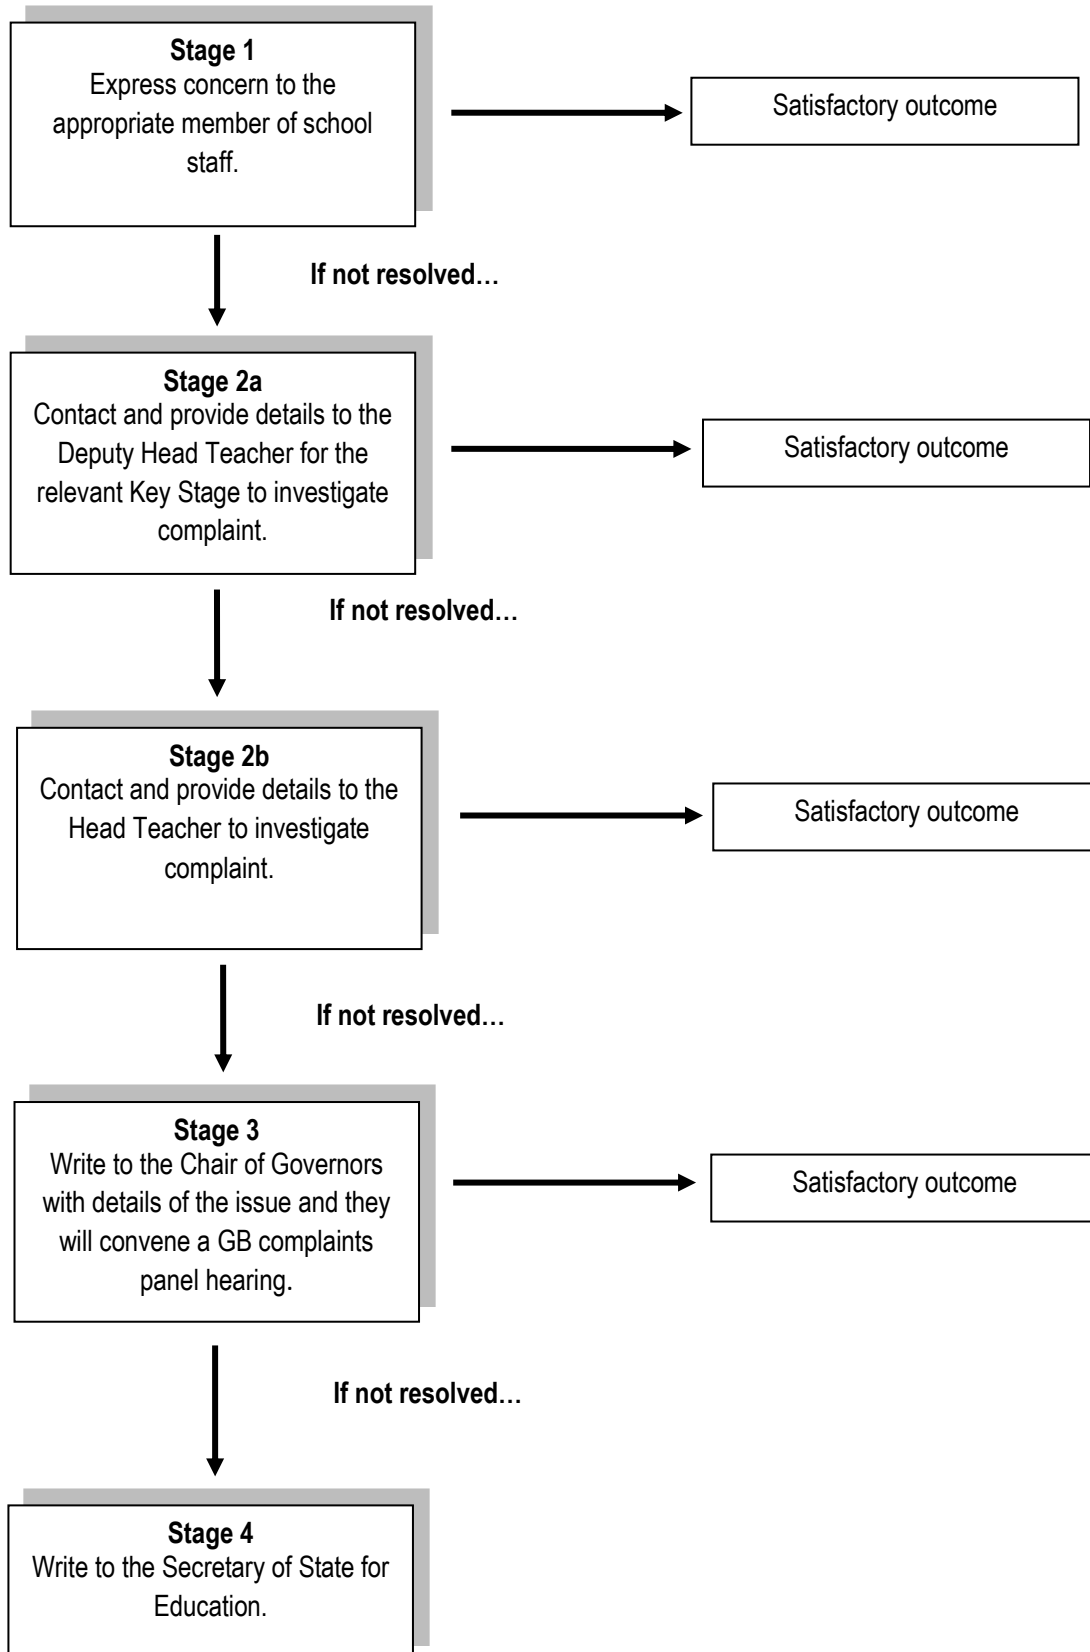 Stage 1
Express concern to the
appropriate member of school
staff.
Satisfactory outcome
If not resolved…
Stage 2a
Contact and provide details to the
Deputy Head Teacher for the
relevant Key Stage to investigate
complaint.
Satisfactory outcome
If not resolved…
Stage 2b
Contact and provide details to the
Head Teacher to investigate
complaint.
Satisfactory outcome
If not resolved…
Stage 3
Write to the Chair of Governors
with details of the issue and they
will convene a GB complaints
panel hearing.
Satisfactory outcome
If not resolved…
Stage 4
Write to the Secretary of State for
Education.